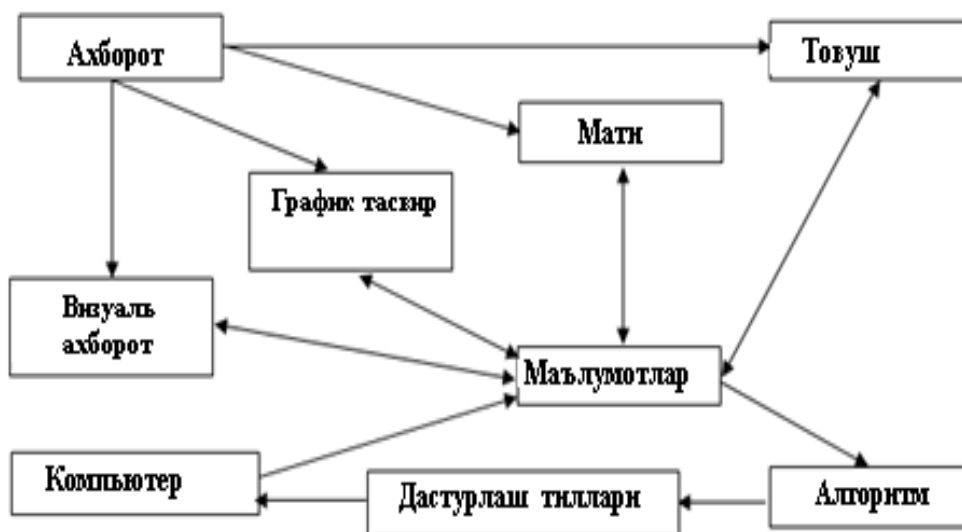 Ахборот
Товуш
Матн
График тасвир
Визуаль
ахборот
Маълумотлар
Компьютер
Дастурлаш тиллари
Алгоритм